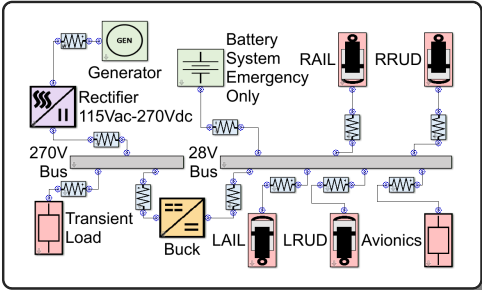 GEN
Generator
Rectifier
115Vac-270Vdc
Battery
System
Emergency
Only
RAIL
RRUD
270V
Bus
28V
Bus
Transient
Load
Buck
LAIL
LRUD
Avionics